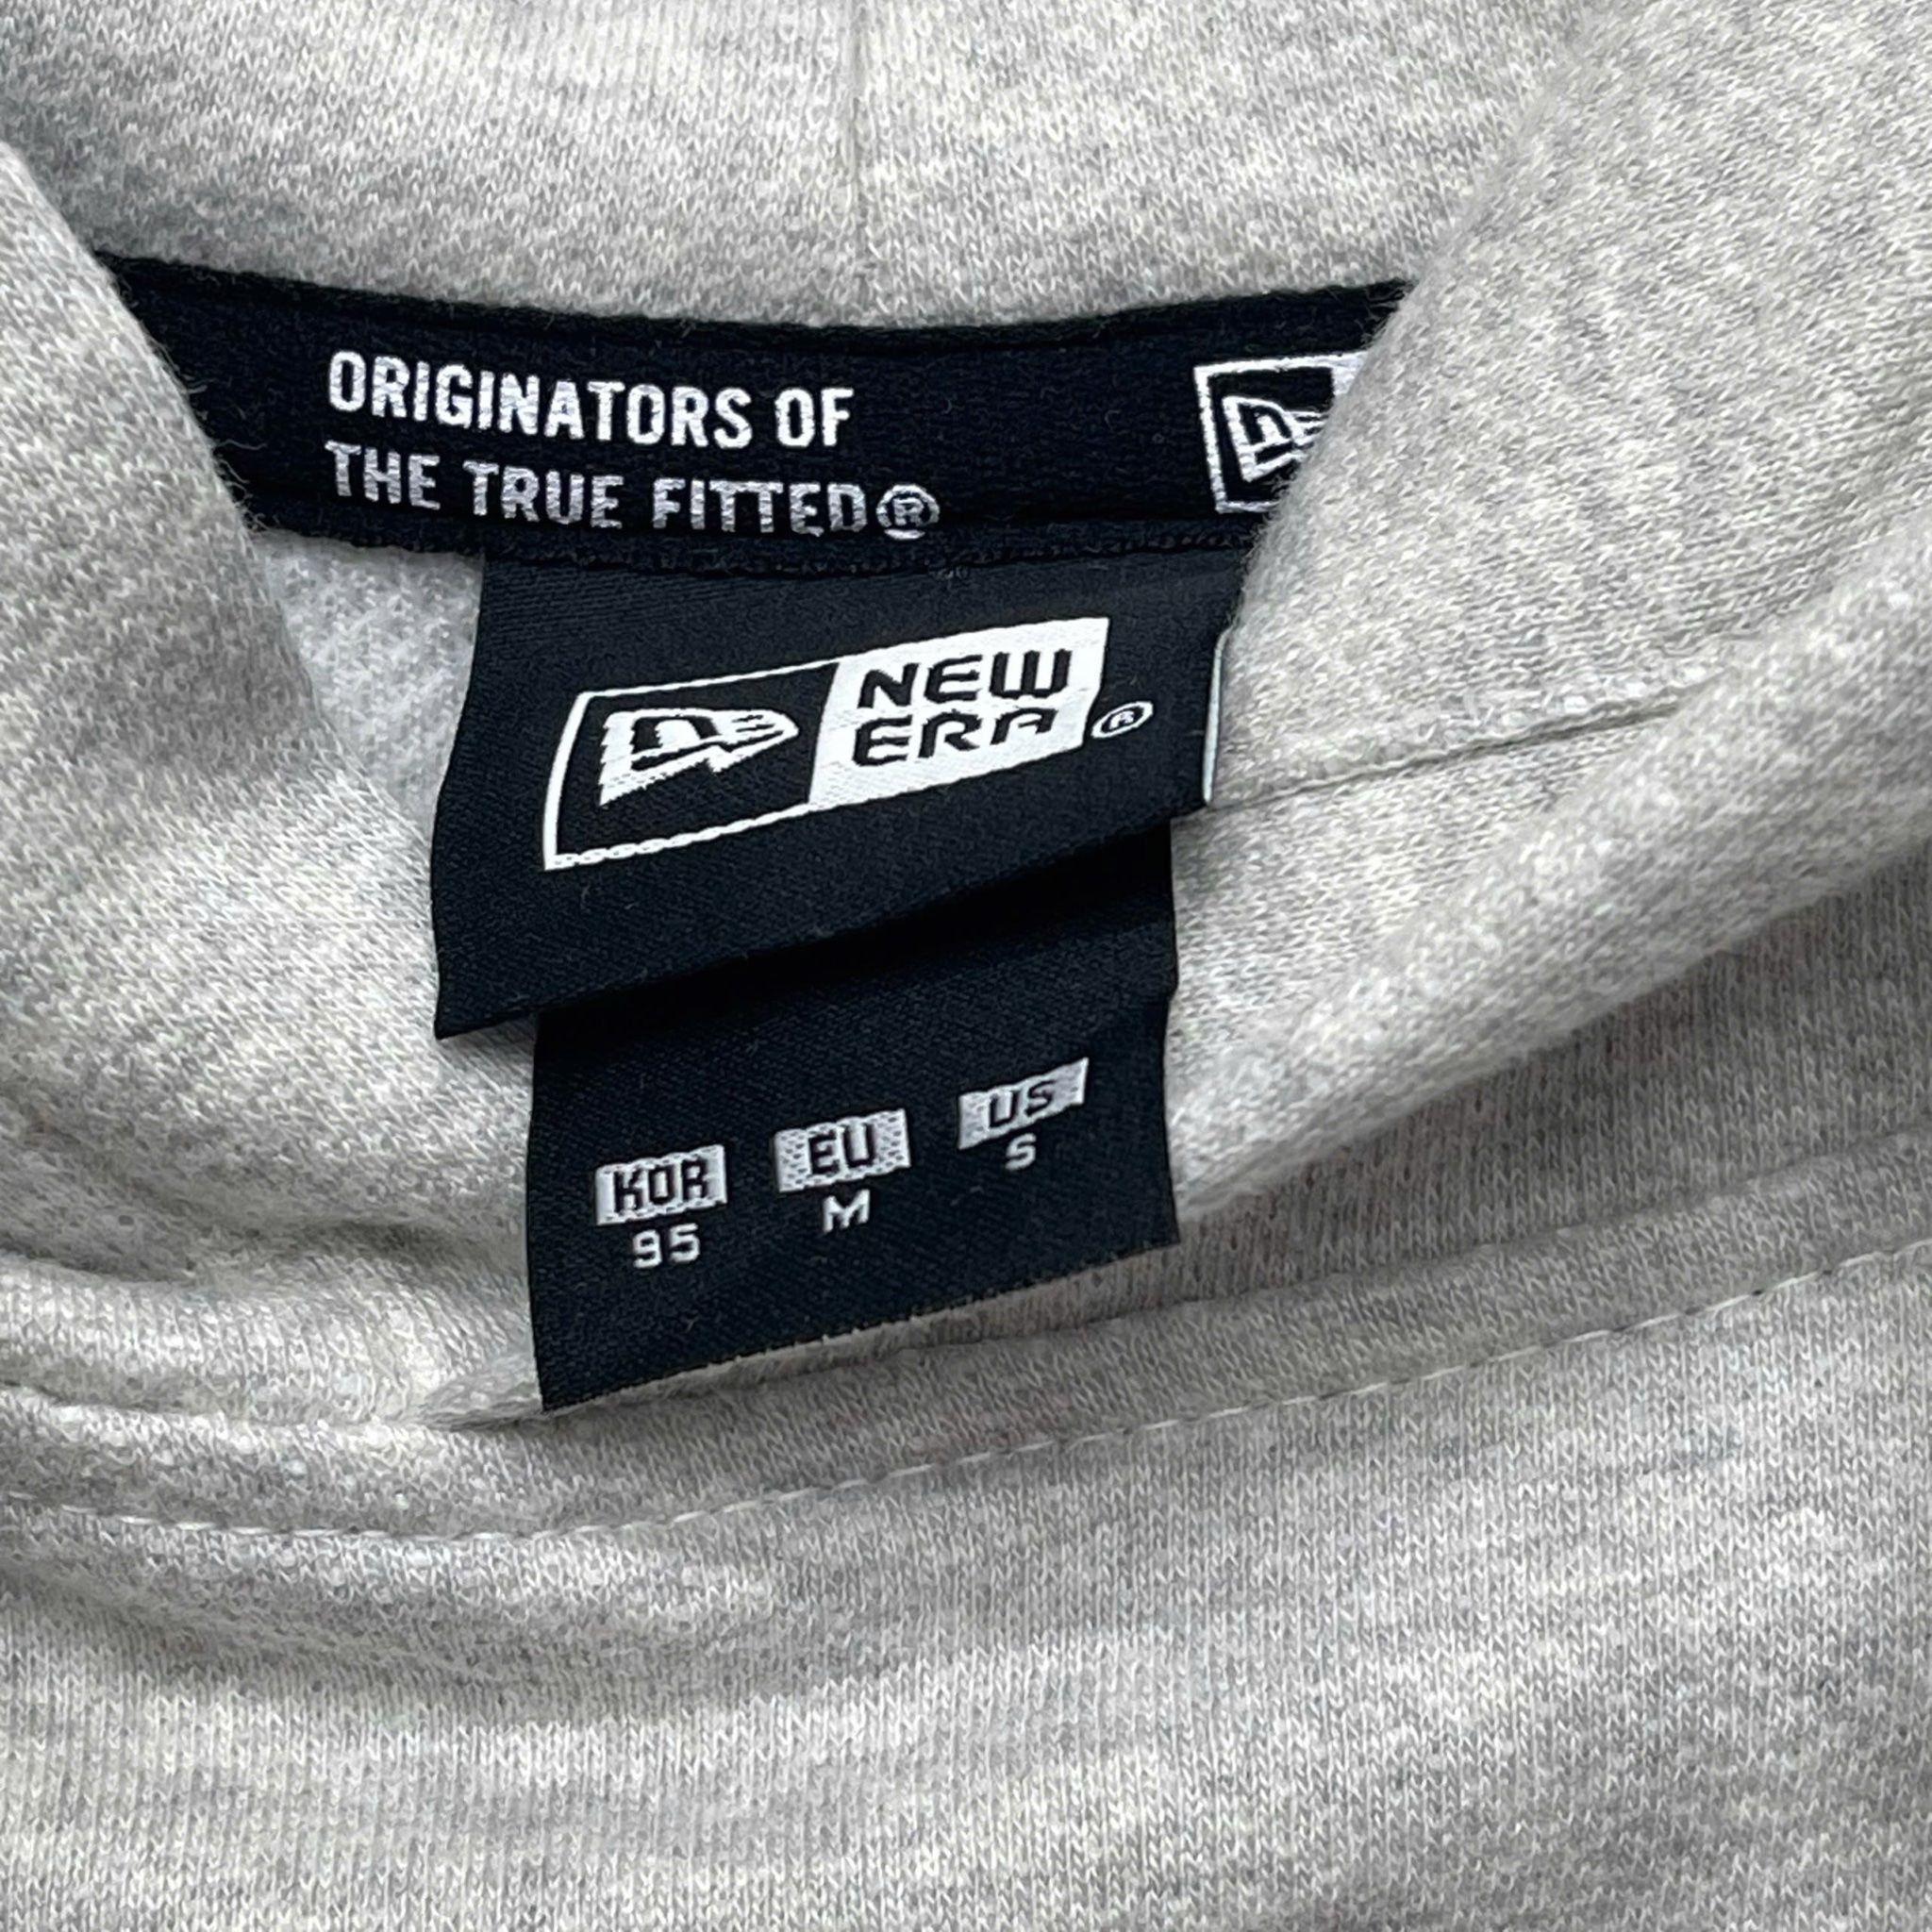 ORIGINATORS OF
THE TRUE FITTED®
NEW
ERA ®
KOR EU US
95 M S